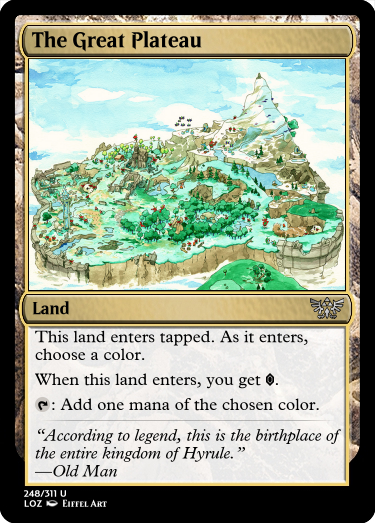 The Great Plateau
Land
This land enters tapped. As it enters,
choose a color.
When this land enters, you get .
: Add one mana of the chosen color.
“According to legend, this is the birthplace of
the entire kingdom of Hyrule.”
—Old Man
248/311 U
LOZ Eiffel Art